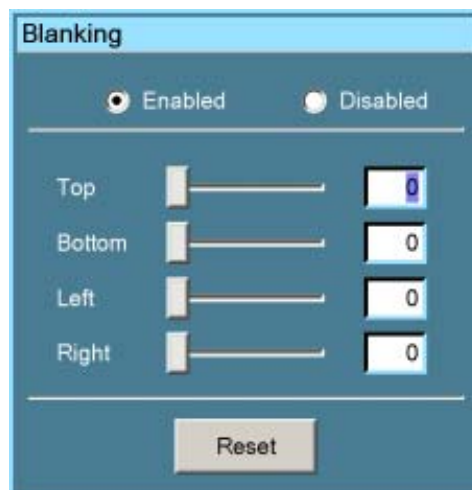 Blanking
Enabled Disabled
Top 0
Bottom 0
Left 0
Right 0
Reset